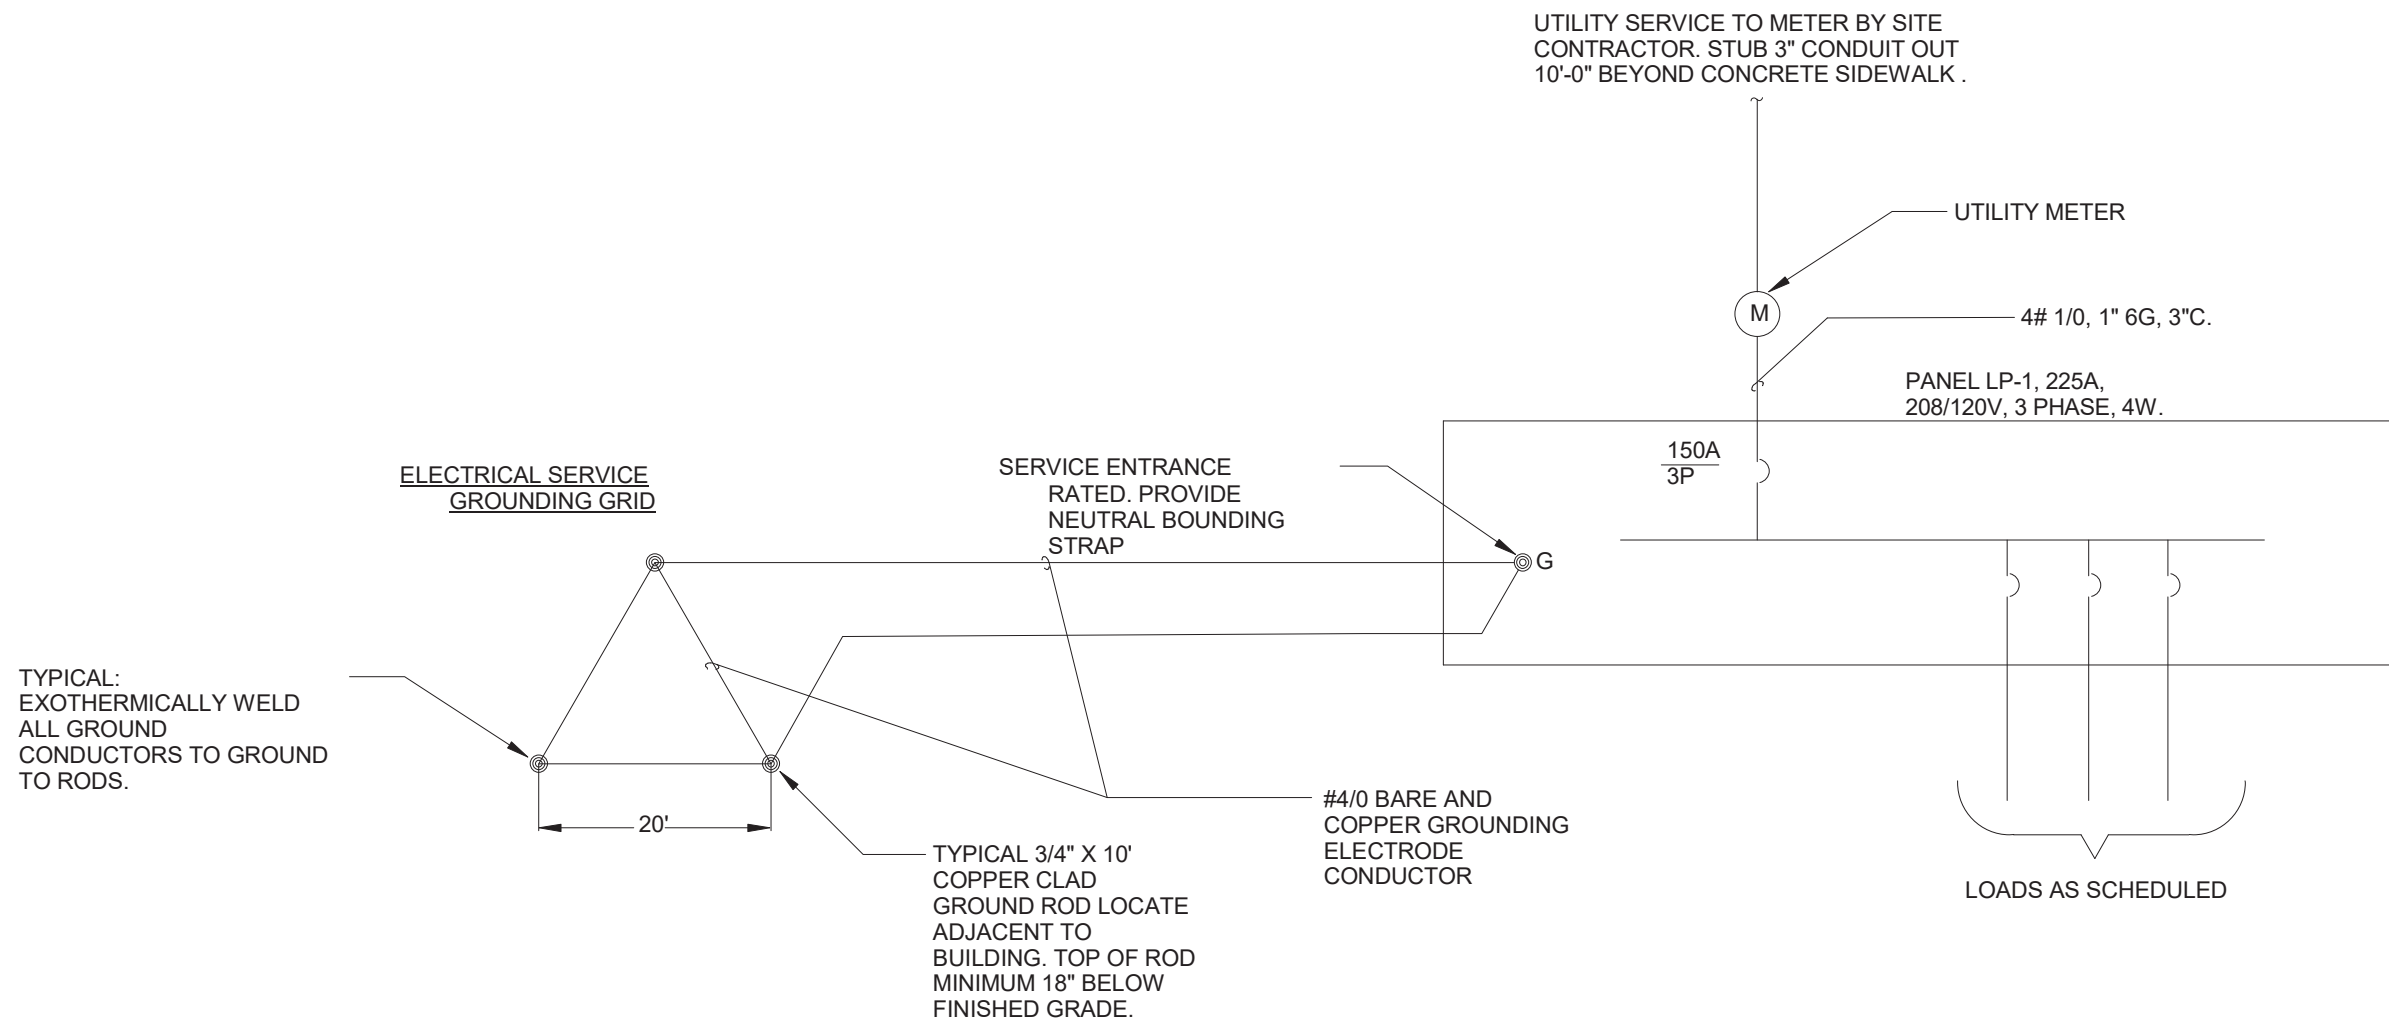 UTILITY SERVICE TO METER BY SITE
CONTRACTOR. STUB 3" CONDUIT OUT
10'-0" BEYOND CONCRETE SIDEWALK .
UTILITY METER
M
4# 1/0, 1" 6G, 3"C.
PANEL LP-1, 225A,
208/120V, 3 PHASE, 4W.
150A
3P
ELECTRICAL SERVICE
GROUNDING GRID
SERVICE ENTRANCE
RATED. PROVIDE
NEUTRAL BOUNDING
STRAP
G
TYPICAL:
EXOTHERMICALLY WELD
ALL GROUND
CONDUCTORS TO GROUND
TO RODS.
20'
#4/0 BARE AND
COPPER GROUNDING
ELECTRODE
CONDUCTOR
TYPICAL 3/4" X 10'
COPPER CLAD
GROUND ROD LOCATE
ADJACENT TO
BUILDING. TOP OF ROD
MINIMUM 18" BELOW
FINISHED GRADE.
LOADS AS SCHEDULED